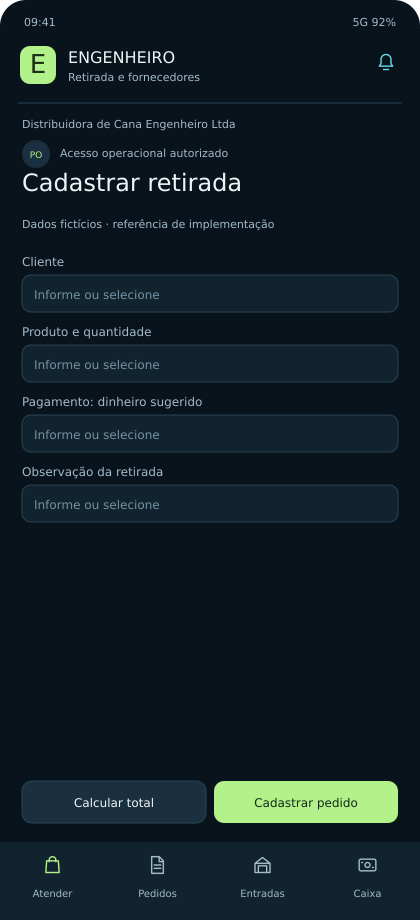 09:41 5G 92%
E
ENGENHEIRO
Retirada e fornecedores
Distribuidora de Cana Engenheiro Ltda
PO
Acesso operacional autorizado
Cadastrar retirada
Dados fictícios · referência de implementação
Cliente
Informe ou selecione
Produto e quantidade
Informe ou selecione
Pagamento: dinheiro sugerido
Informe ou selecione
Observação da retirada
Informe ou selecione
Calcular total Cadastrar pedido
Atender Pedidos Entradas Caixa